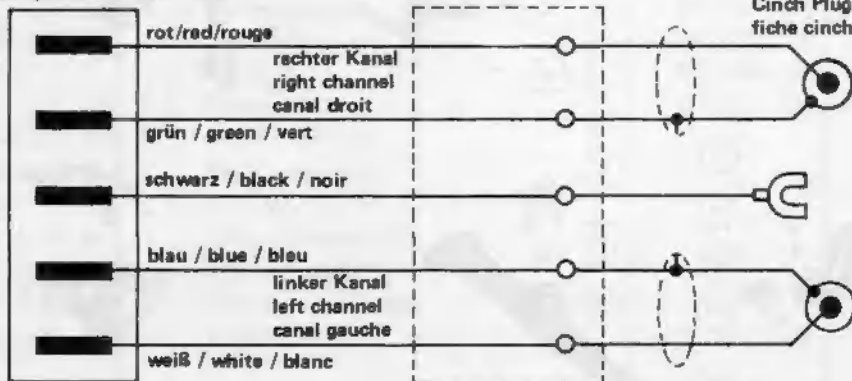 Cinch Plug
fiche cinch
rot/red/rouge
rechter Kanal
right channel
canal droit
grün / green / vert
schwarz / black / noir
blau / blue / bleu
linker Kanal
left channel
canal gauche
weiß / white / blanc